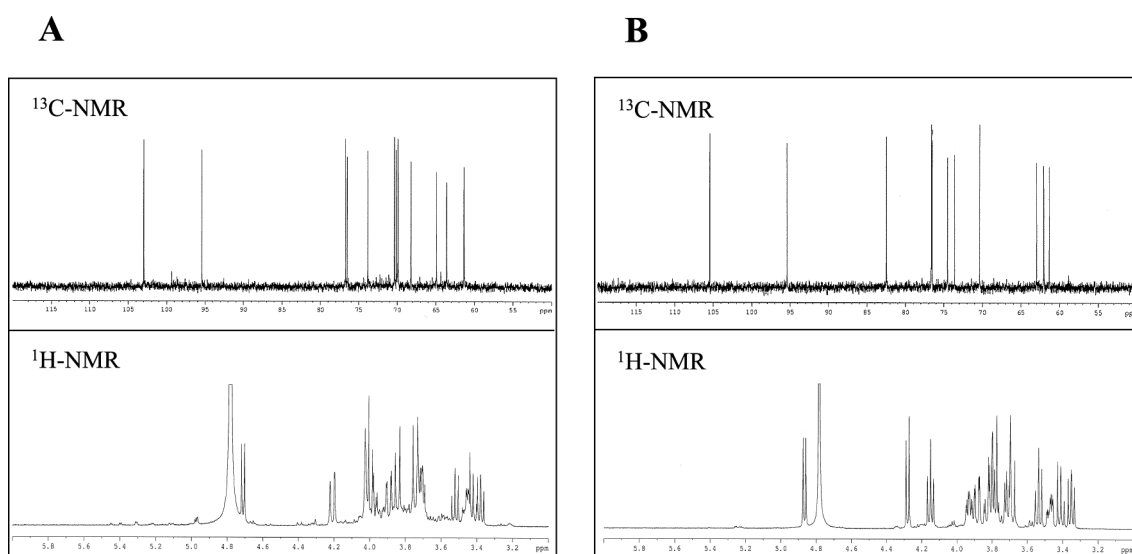 A
B
¹³C-NMR
115 105 95 90 85 80 75 70 65 60 55 ppm
¹H-NMR
5.8 5.6 5.4 5.2 5.0 4.8 4.6 4.4 4.2 4.0 3.8 3.6 3.4 3.2 ppm
¹³C-NMR
115 110 105 100 95 90 85 80 75 70 65 60 55
¹H-NMR
5.8 5.6 5.4 5.2 5.0 4.8 4.6 4.4 4.2 4.0 3.8 3.6 3.4 3.2 ppm